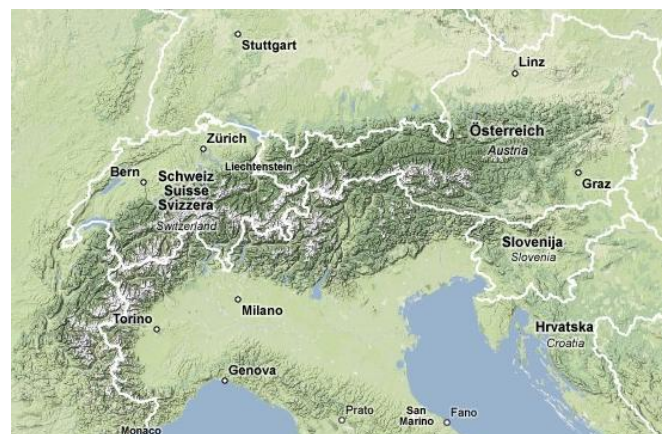 Stuttgart
Linz
Zürich
Österreich
Austria
Liechtenstein
Bern
Schweiz
Suisse
Svizzera
Switzerland
Graz
Slovenija
Slovenia
Milano
Torino
Hrvatska
Croatia
Genova
Prato
San
Marino
Fano
Monaco